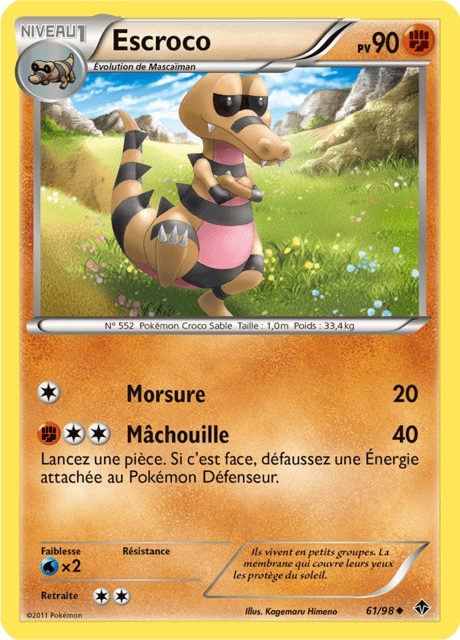 NIVEAU 1
Escroco
PV 90
Évolution de Mascaïman
N° 552 Pokémon Croco Sable Taille : 1,0m Poids : 33,4kg
Morsure 20
Mâchouille 40
Lancez une pièce. Si c'est face, défaussez une Énergie
attachée au Pokémon Défenseur.
Faiblesse Résistance
×2
Retraite
Ils vivent en petits groupes. La
membrane qui couvre leurs yeux
les protège du soleil.
©2011 Pokémon
Illus. Kagemaru Himeno
61/98